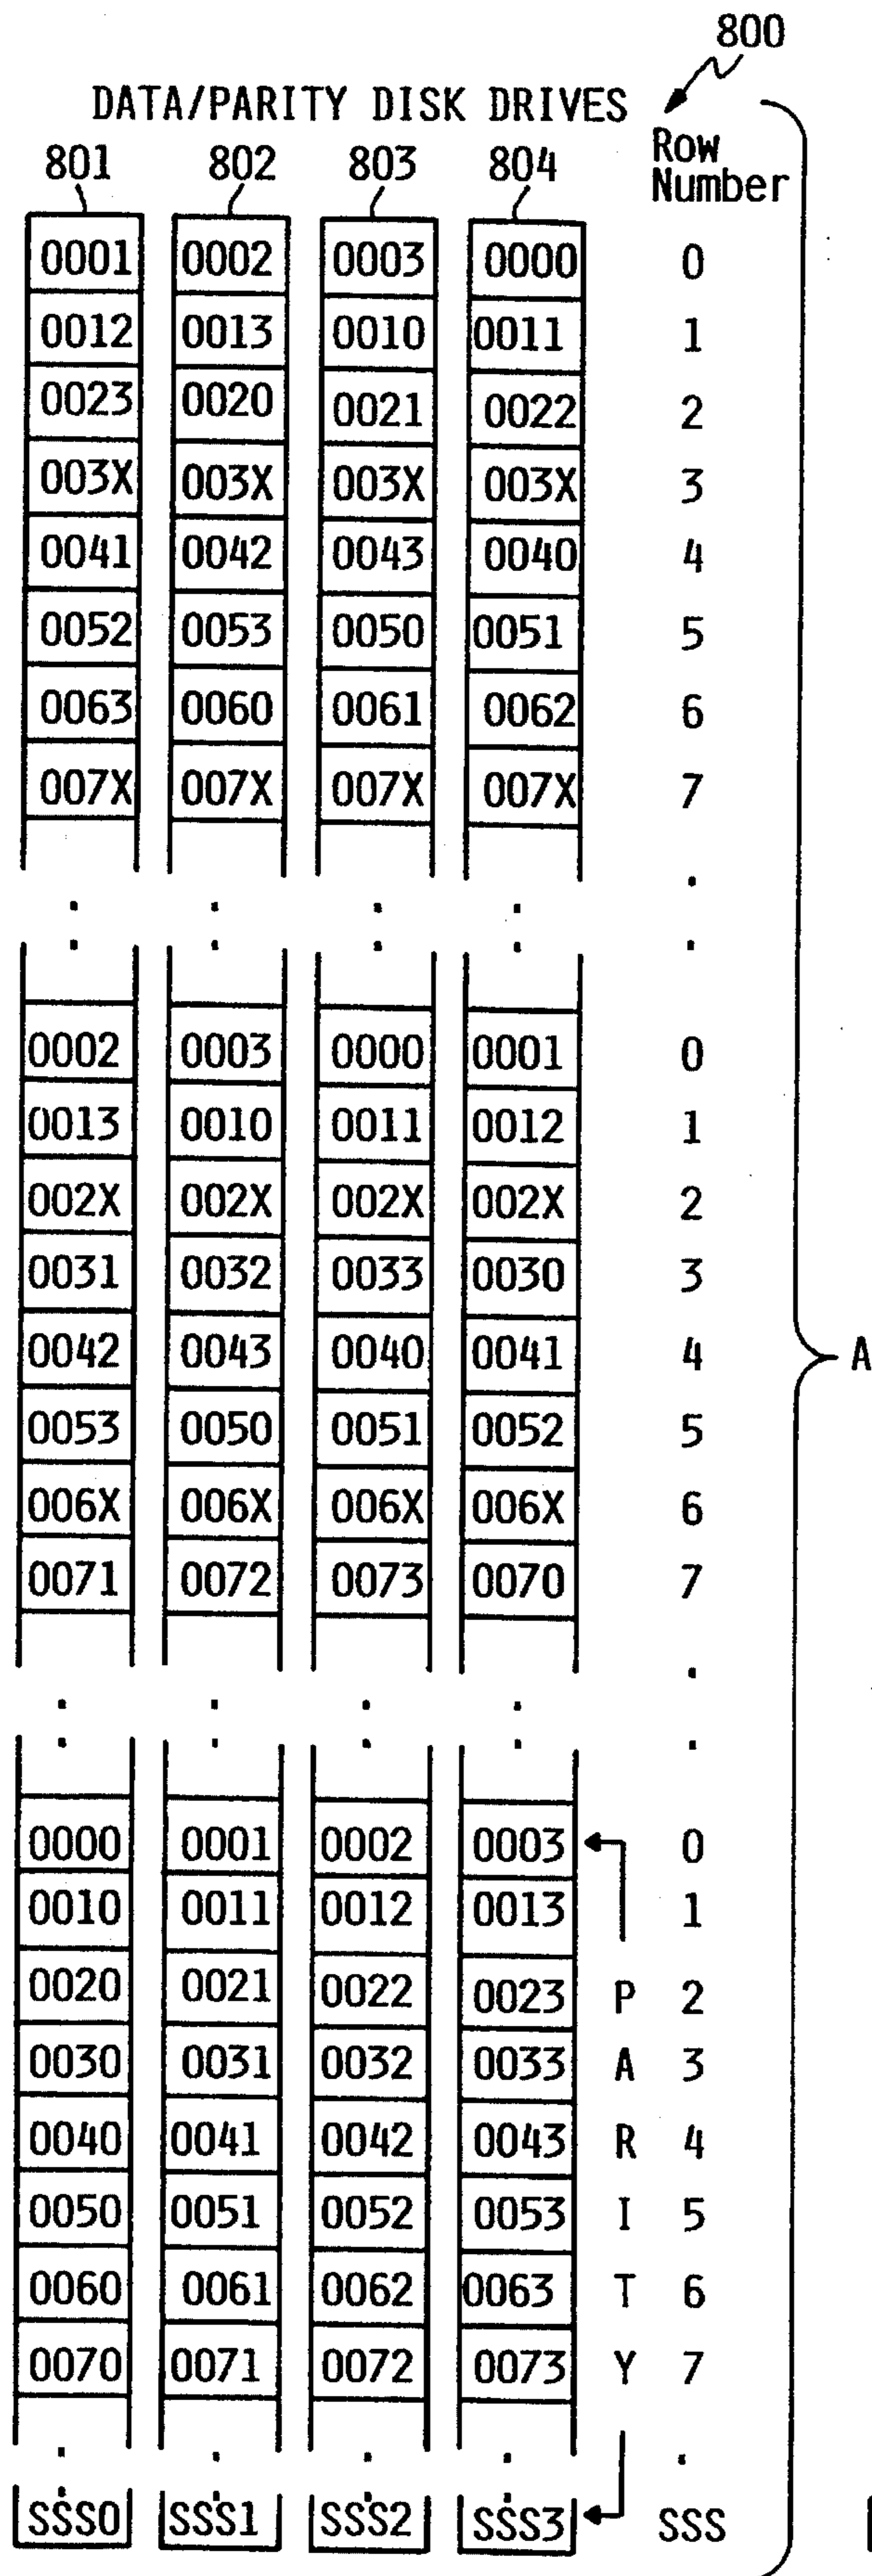 800
DATA/PARITY DISK DRIVES
Row
Number
801 802 803 804
0001 0002 0003 0000 0
0012 0013 0010 0011 1
0023 0020 0021 0022 2
003X 003X 003X 003X 3
0041 0042 0043 0040 4
0052 0053 0050 0051 5
0063 0060 0061 0062 6
007X 007X 007X 007X 7
0002 0003 0000 0001 0
0013 0010 0011 0012 1
002X 002X 002X 002X 2
0031 0032 0033 0030 3
0042 0043 0040 0041 4 A
0053 0050 0051 0052 5
006X 006X 006X 006X 6
0071 0072 0073 0070 7
0000 0001 0002 0003 0
0010 0011 0012 0013 1
0020 0021 0022 0023 P 2
0030 0031 0032 0033 A 3
0040 0041 0042 0043 R 4
0050 0051 0052 0053 I 5
0060 0061 0062 0063 T 6
0070 0071 0072 0073 Y 7
SSS0 SSS1 SSS2 SSS3 SSS